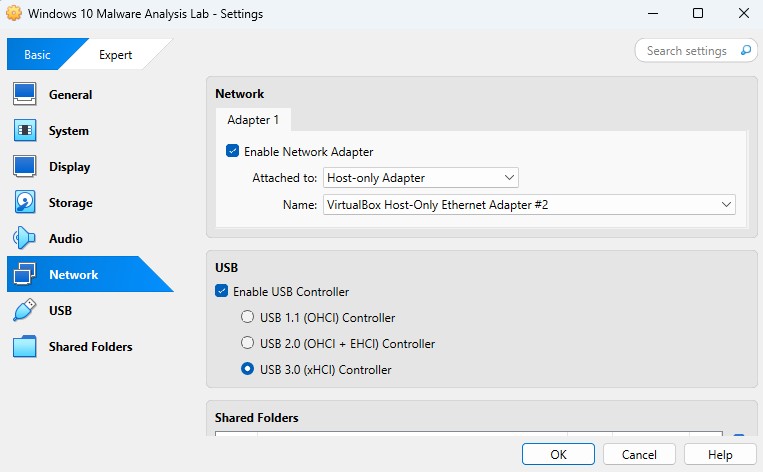 Windows 10 Malware Analysis Lab - Settings
Basic
Expert
Search settings
General
System
Display
Storage
Audio
Network
USB
Shared Folders
Network
Adapter 1
Enable Network Adapter
Attached to: Host-only Adapter
Name: VirtualBox Host-Only Ethernet Adapter #2
USB
Enable USB Controller
USB 1.1 (OHCI) Controller
USB 2.0 (OHCI + EHCI) Controller
USB 3.0 (xHCI) Controller
Shared Folders
OK
Cancel
Help